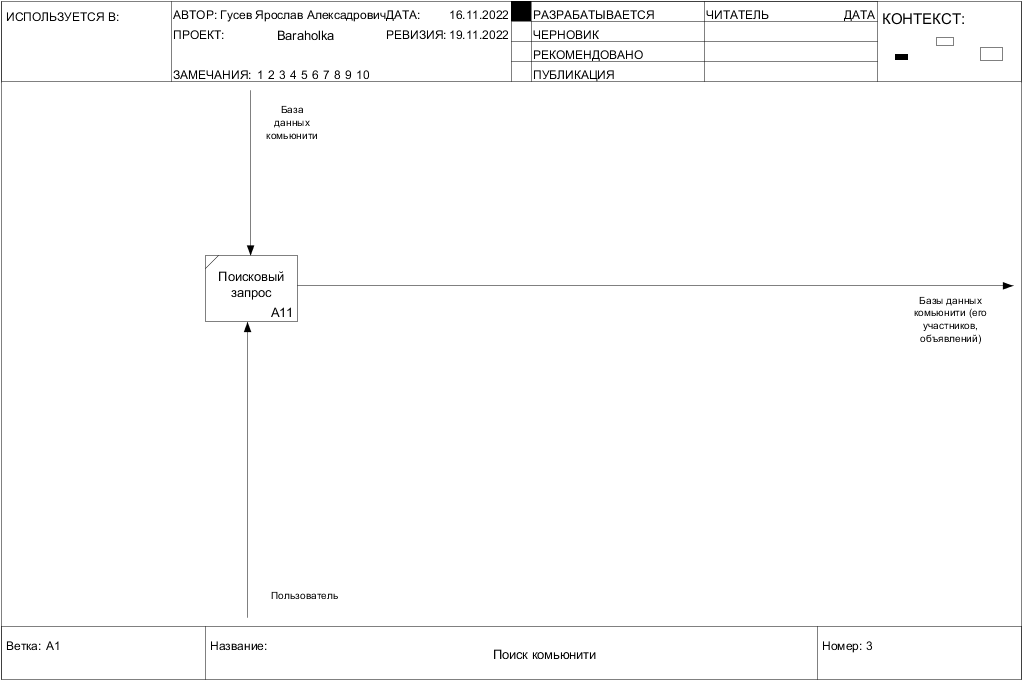 ИСПОЛЬЗУЕТСЯ В:
АВТОР: Гусев Ярослав Алексадрович ДАТА: 16.11.2022
ПРОЕКТ: Baraholka РЕВИЗИЯ: 19.11.2022
ЗАМЕЧАНИЯ: 1 2 3 4 5 6 7 8 9 10
РАЗРАБАТЫВАЕТСЯ
ЧЕРНОВИК
РЕКОМЕНДОВАНО
ПУБЛИКАЦИЯ
ЧИТАТЕЛЬ ДАТА
КОНТЕКСТ:
База
данных
комьюнити
Поисковый
запрос
A11
Базы данных
комьюнити (его
участников,
объявлений)
Пользователь
Ветка: A1
Название:
Поиск комьюнити
Номер: 3